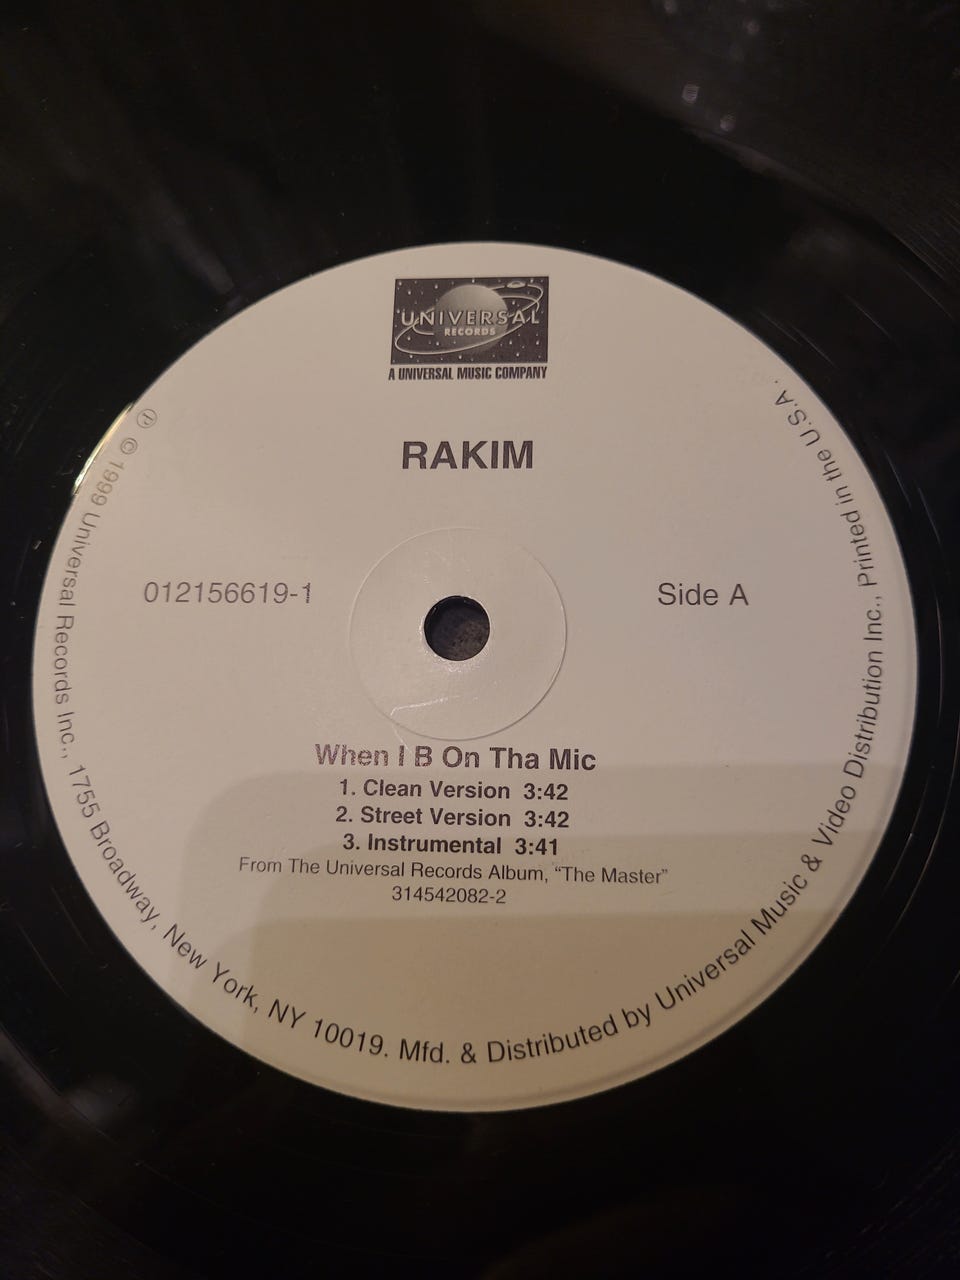 UNIVERSAL
RECORDS
A UNIVERSAL MUSIC COMPANY
RAKIM
012156619-1
Side A
When I B On Tha Mic
1. Clean Version 3:42
2. Street Version 3:42
3. Instrumental 3:41
From The Universal Records Album, “The Master”
314542082-2
℗ © 1999 Universal Records Inc., 1755 Broadway, New York, NY 10019. Mfd. & Distributed by Universal Music & Video Distribution Inc., Printed in the U.S.A.